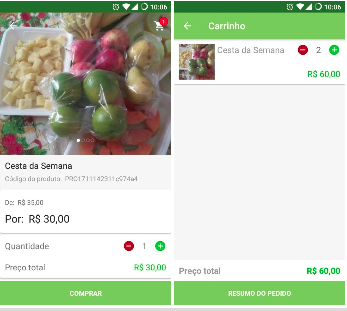 10:06
1
Cesta da Semana
Código do produto: PRO1711142311c974a4
De: R$ 35,00
Por: R$ 30,00
Quantidade
1
Preço total R$ 30,00
COMPRAR
10:06
Carrinho
Cesta da Semana 2
R$ 60,00
Preço total R$ 60,00
RESUMO DO PEDIDO